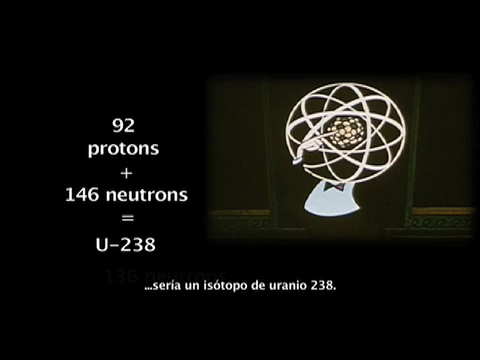 92
protons
+
146 neutrons
=
U-238
136 neutrons
...sería un isótopo de uranio 238.